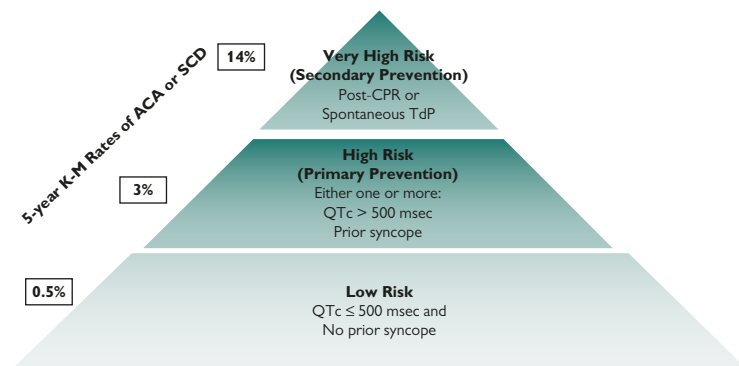 5-year K-M Rates of ACA or SCD
14%
Very High Risk
(Secondary Prevention)
Post-CPR or
Spontaneous TdP
3%
High Risk
(Primary Prevention)
Either one or more:
QTc > 500 msec
Prior syncope
0.5%
Low Risk
QTc ≤ 500 msec and
No prior syncope